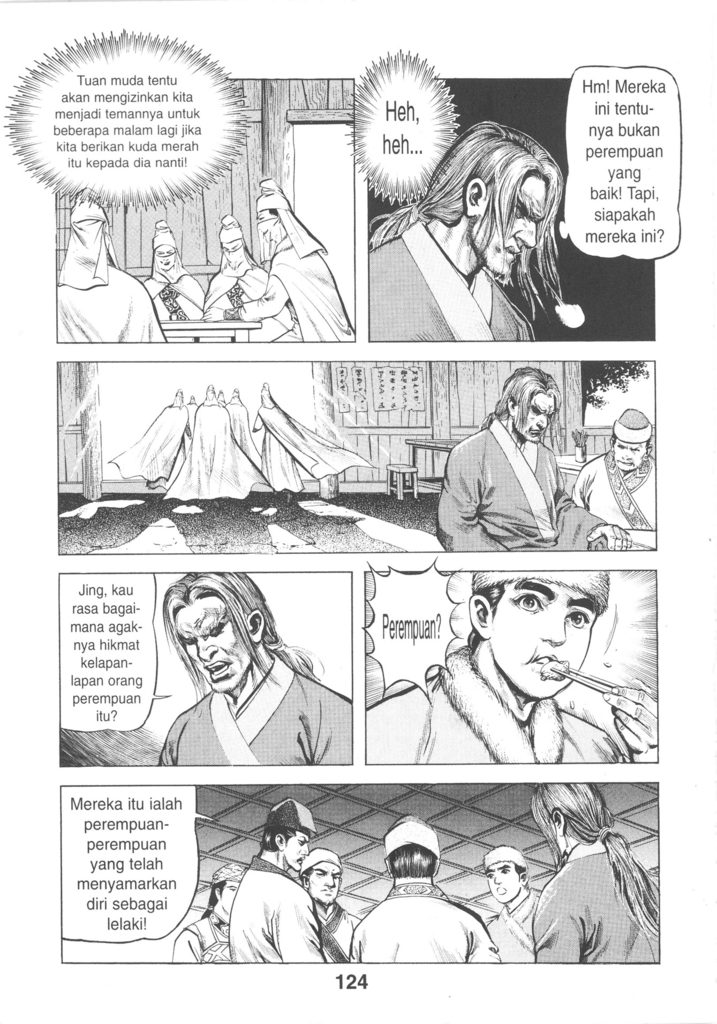 Tuan muda tentu
akan mengizinkan kita
menjadi temannya untuk
beberapa malam lagi jika
kita berikan kuda merah
itu kepada dia nanti!
Heh,
heh...
Hm! Mereka
ini tentu-
nya bukan
perempuan
yang
baik! Tapi,
siapakah
mereka ini?
Jing, kau
rasa bagai-
mana agak-
nya hikmat
kelapan-
lapan orang
perempuan
itu?
Perempuan?
Mereka itu ialah
perempuan-
perempuan
yang telah
menyamarkan
diri sebagai
lelaki!
124